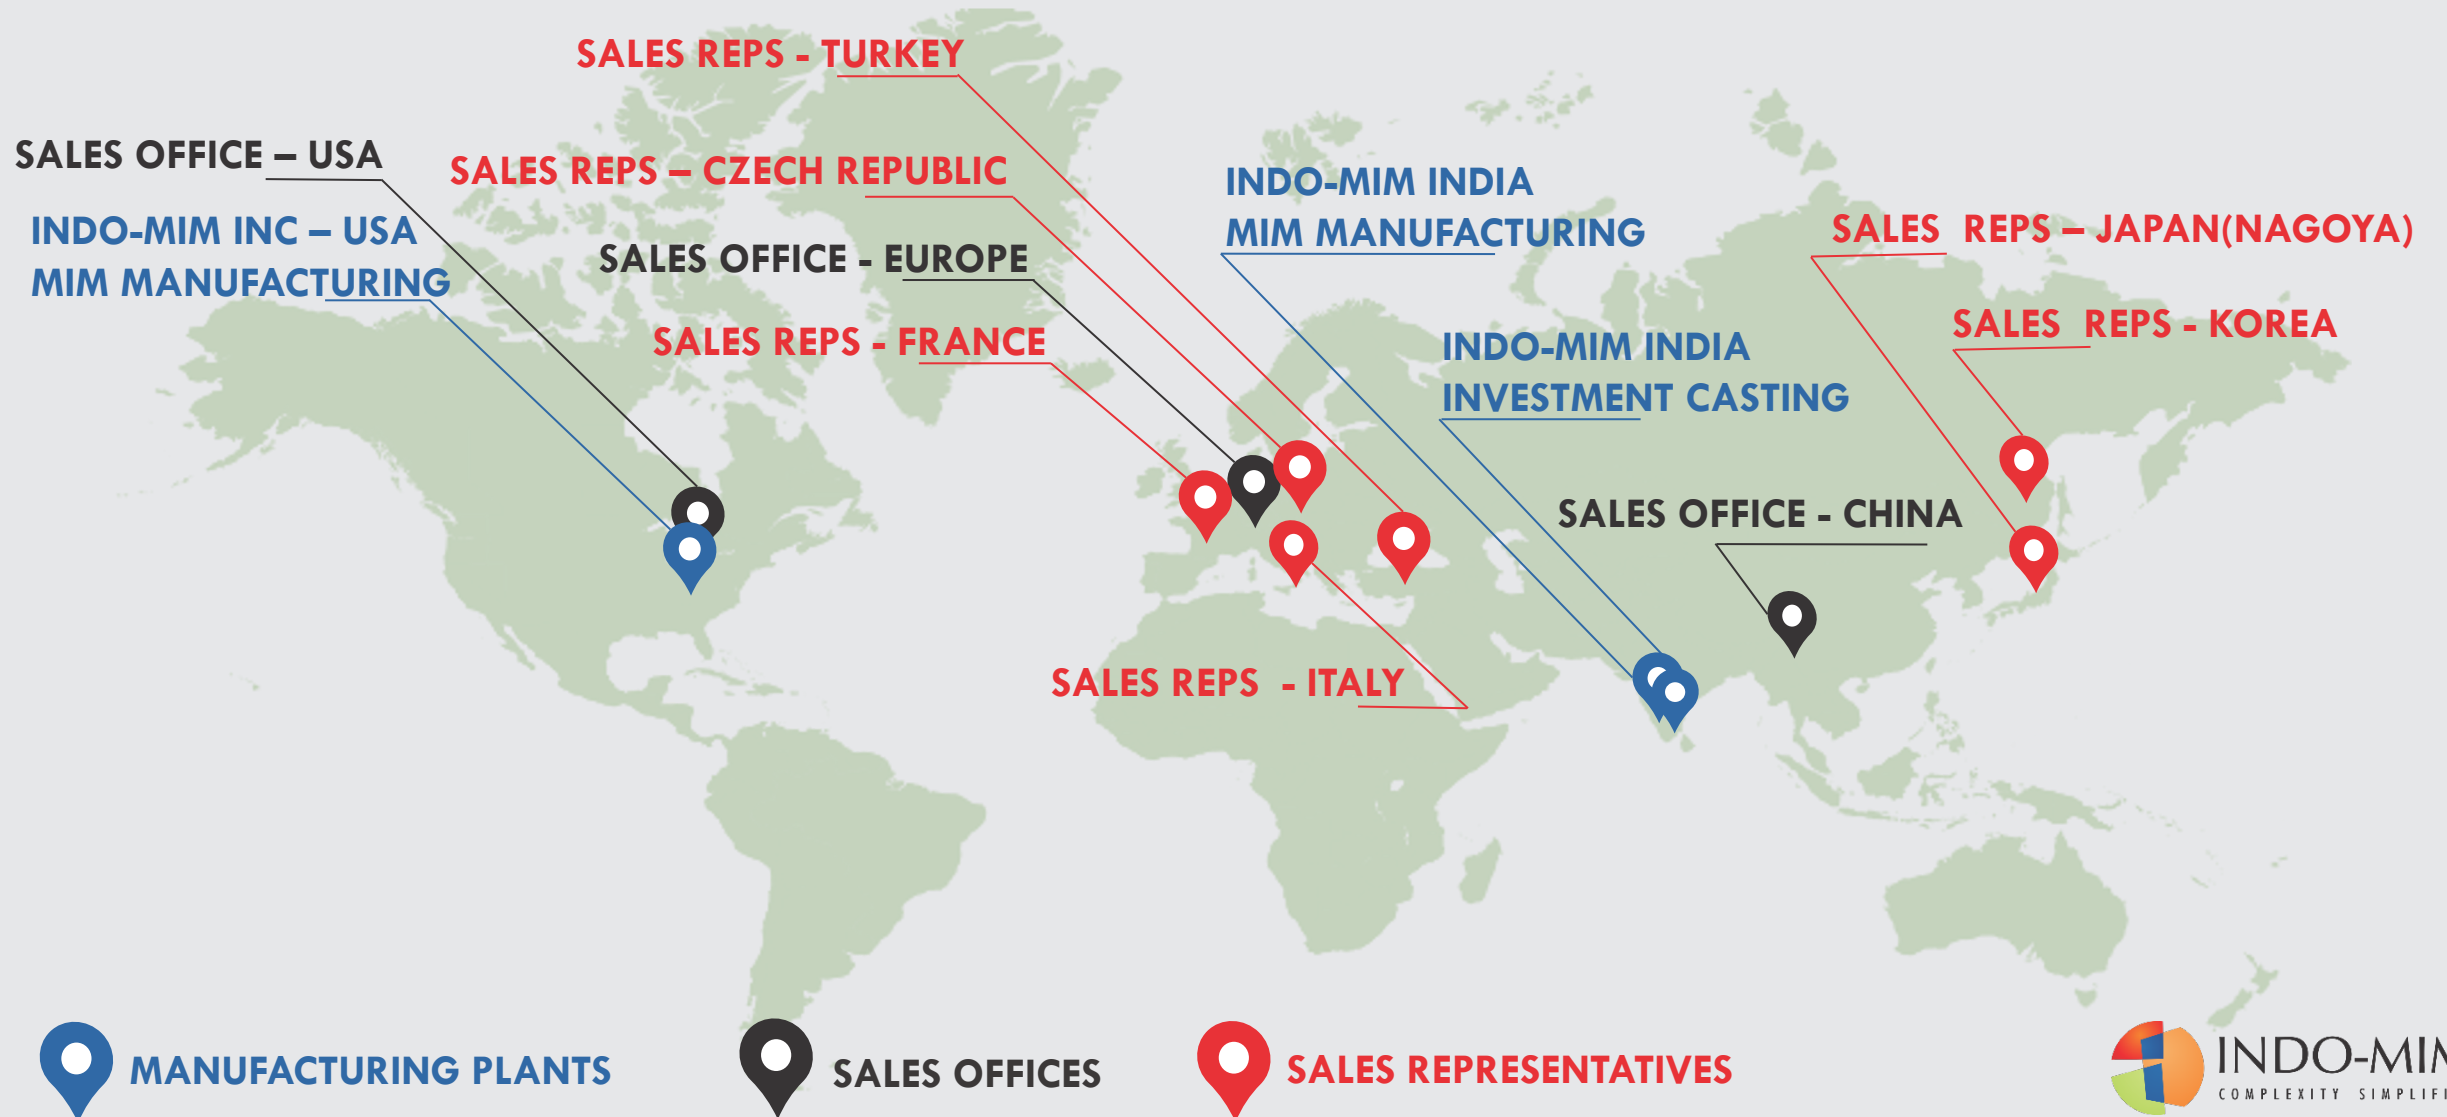 SALES REPS - TURKEY
SALES OFFICE – USA
SALES REPS – CZECH REPUBLIC
INDO-MIM INDIA
MIM MANUFACTURING
INDO-MIM INC – USA
MIM MANUFACTURING
SALES REPS – JAPAN(NAGOYA)
SALES OFFICE - EUROPE
SALES REPS - FRANCE
SALES REPS - KOREA
INDO-MIM INDIA
INVESTMENT CASTING
SALES OFFICE - CHINA
SALES REPS - ITALY
MANUFACTURING PLANTS
SALES OFFICES
SALES REPRESENTATIVES
INDO-MIM
COMPLEXITY SIMPLIFI